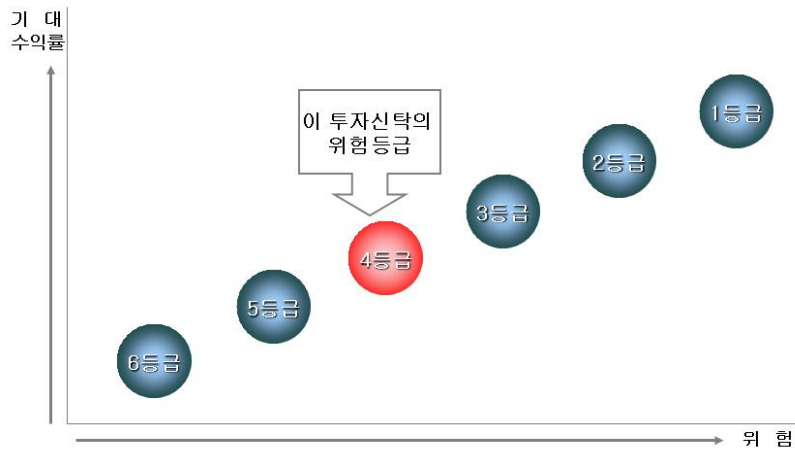 기 대
수익률
이 투자신탁의
위험등급
1등급
2등급
3등급
4등급
5등급
6등급
위 험